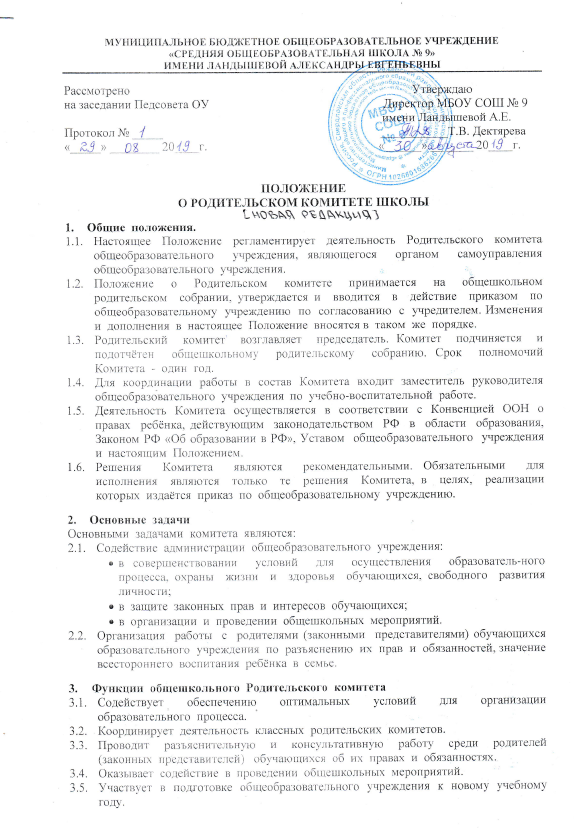 МУНИЦИПАЛЬНОЕ БЮДЖЕТНОЕ ОБЩЕОБРАЗОВАТЕЛЬНОЕ УЧРЕЖДЕНИЕ
«СРЕДНЯЯ ОБЩЕОБРАЗОВАТЕЛЬНАЯ ШКОЛА № 9»
ИМЕНИ ЛАНДЫШЕВОЙ АЛЕКСАНДРЫ ЕВГЕНЬЕВНЫ
Рассмотрено Утверждаю
на заседании Педсовета ОУ Директор МБОУ СОШ № 9
имени Ландышевой А.Е.
Протокол № 1 Т.В. Дектярева
« 29 » 08 2019 г. « 30 » августа 2019 г.
МБОУ СОШ № 9
ПОЛОЖЕНИЕ
О РОДИТЕЛЬСКОМ КОМИТЕТЕ ШКОЛЫ
[НОВАЯ РЕДАКЦИЯ]
1. Общие положения.
1.1. Настоящее Положение регламентирует деятельность Родительского комитета
общеобразовательного учреждения, являющегося органом самоуправления
общеобразовательного учреждения.
1.2. Положение о Родительском комитете принимается на общешкольном
родительском собрании, утверждается и вводится в действие приказом по
общеобразовательному учреждению по согласованию с учредителем. Изменения
и дополнения в настоящее Положение вносятся в таком же порядке.
1.3. Родительский комитет возглавляет председатель. Комитет подчиняется и
подотчётен общешкольному родительскому собранию. Срок полномочий
Комитета - один год.
1.4. Для координации работы в состав Комитета входит заместитель руководителя
общеобразовательного учреждения по учебно-воспитательной работе.
1.5. Деятельность Комитета осуществляется в соответствии с Конвенцией ООН о
правах ребёнка, действующим законодательством РФ в области образования,
Законом РФ «Об образовании в РФ», Уставом общеобразовательного учреждения
и настоящим Положением.
1.6. Решения Комитета являются рекомендательными. Обязательными для
исполнения являются только те решения Комитета, в целях, реализации
которых издаётся приказ по общеобразовательному учреждению.
2. Основные задачи
Основными задачами комитета являются:
2.1. Содействие администрации общеобразовательного учреждения:
• в совершенствовании условий для осуществления образователь-ного
процесса, охраны жизни и здоровья обучающихся, свободного развития
личности;
• в защите законных прав и интересов обучающихся;
• в организации и проведении общешкольных мероприятий.
2.2. Организация работы с родителями (законными представителями) обучающихся
образовательного учреждения по разъяснению их прав и обязанностей, значение
всестороннего воспитания ребёнка в семье.
3. Функции общешкольного Родительского комитета
3.1. Содействует обеспечению оптимальных условий для организации
образовательного процесса.
3.2. Координирует деятельность классных родительских комитетов.
3.3. Проводит разъяснительную и консультативную работу среди родителей
(законных представителей) обучающихся об их правах и обязанностях.
3.4. Оказывает содействие в проведении общешкольных мероприятий.
3.5. Участвует в подготовке общеобразовательного учреждения к новому учебному
году.